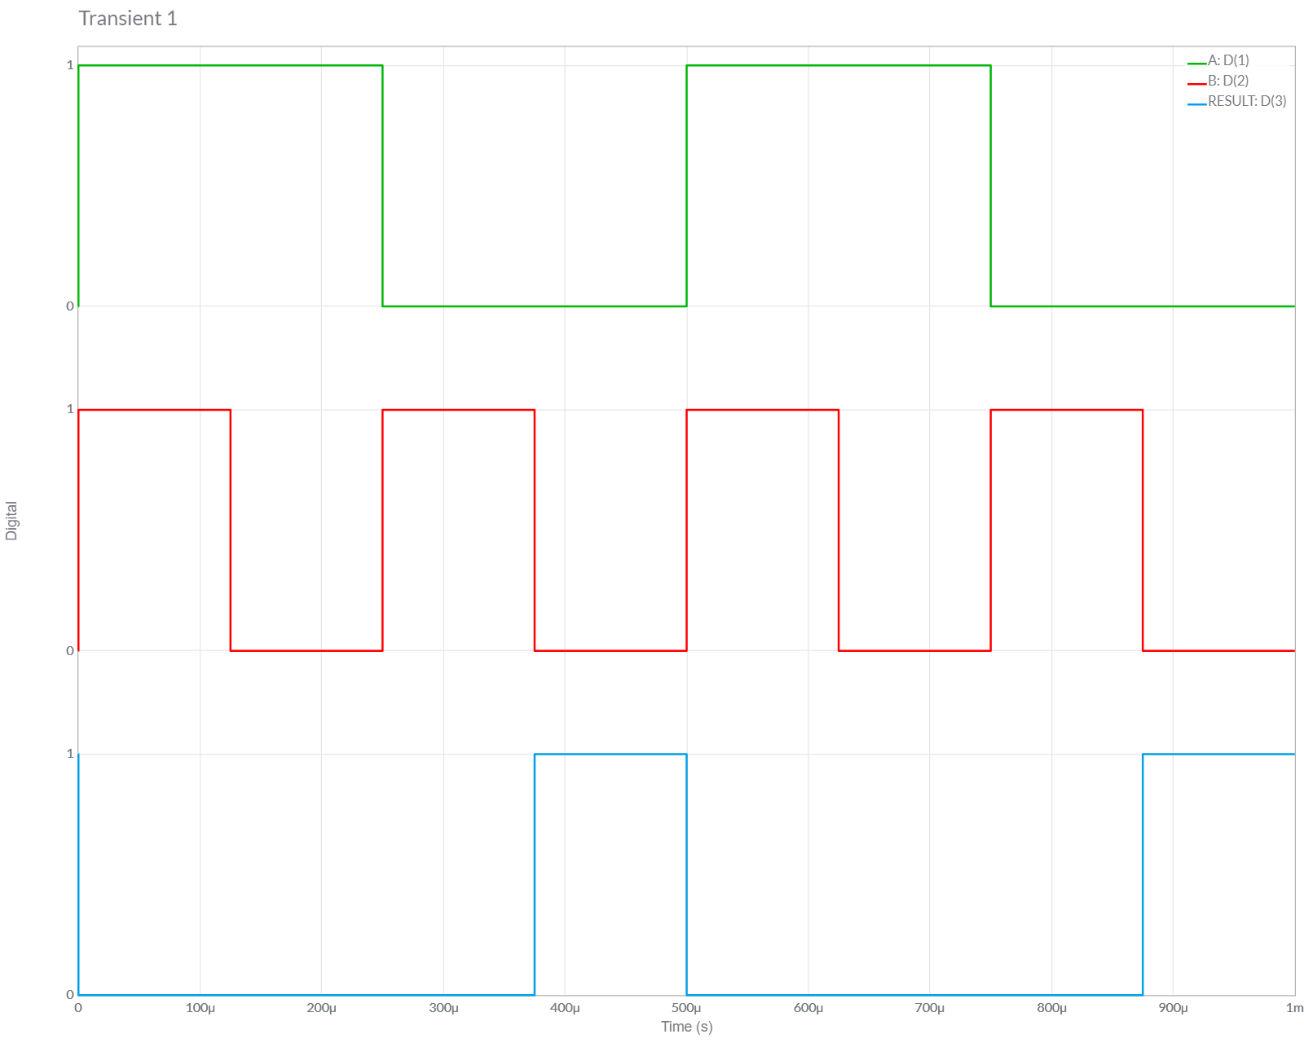 Transient 1
A: D(1)
B: D(2)
RESULT: D(3)
1
0
1
0
1
0
Digital
0 100µ 200µ 300µ 400µ 500µ 600µ 700µ 800µ 900µ 1m
Time (s)